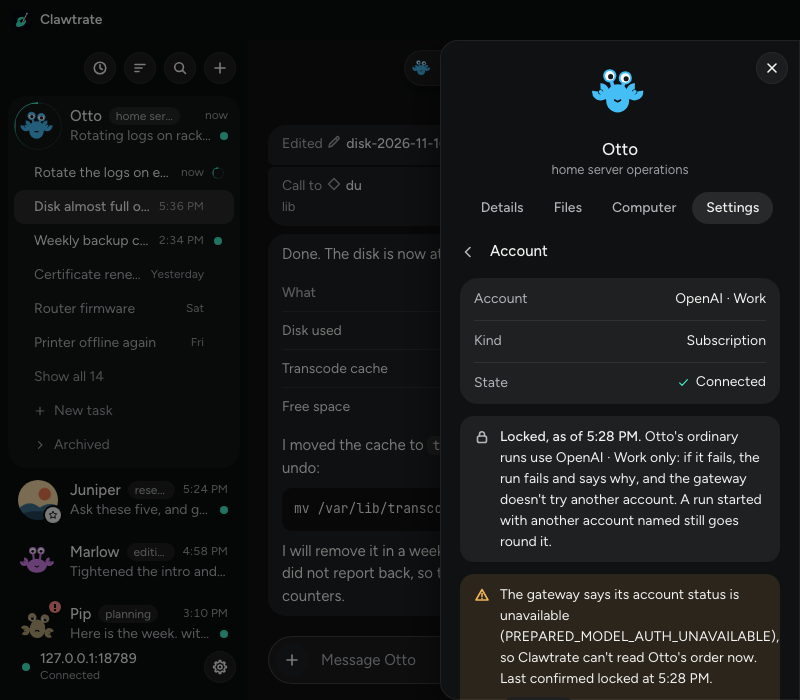 Clawtrate
Otto home ser... now
Rotating logs on rack...
Rotate the logs on e... now
Disk almost full o... 5:36 PM
Weekly backup c... 2:34 PM
Certificate rene... Yesterday
Router firmware Sat
Printer offline again Fri
Show all 14
+ New task
Archived
Juniper rese... 5:24 PM
Ask these five, and g...
Marlow editi... 4:58 PM
Tightened the intro and...
Pip planning 3:10 PM
Here is the week. wit...
127.0.0.1:18789
Connected
Edited disk-2026-11-1
Call to du
lib
Done. The disk is now at
What
Disk used
Transcode cache
Free space
I moved the cache to
undo:
mv /var/lib/transco
I will remove it in a week
did not report back, so t
counters.
Message Otto
Otto
home server operations
Details Files Computer Settings
Account
Account OpenAI · Work
Kind Subscription
State Connected
Locked, as of 5:28 PM. Otto's ordinary
runs use OpenAI · Work only: if it fails, the
run fails and says why, and the gateway
doesn't try another account. A run started
with another account named still goes
round it.
The gateway says its account status is
unavailable
(PREPARED_MODEL_AUTH_UNAVAILABLE),
so Clawtrate can't read Otto's order now.
Last confirmed locked at 5:28 PM.